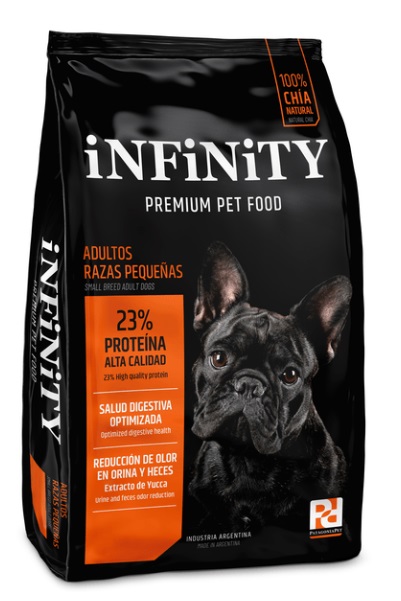 100%
CHÍA
NATURAL
NATURAL CHIA
iNFiNiTY
PREMIUM PET FOOD
ADULTOS
RAZAS PEQUEÑAS
SMALL BREED ADULT DOGS
23%
PROTEÍNA
ALTA CALIDAD
23% High quality protein
SALUD DIGESTIVA
OPTIMIZADA
Optimized digestive health
REDUCCIÓN DE OLOR
EN ORINA Y HECES
Extracto de Yucca
Urine and feces odor reduction
INDUSTRIA ARGENTINA
MADE IN ARGENTINA
PATAGONIAPET
iNFiNiTY
PREMIUM PET FOOD
ADULTOS
RAZAS PEQUEÑAS